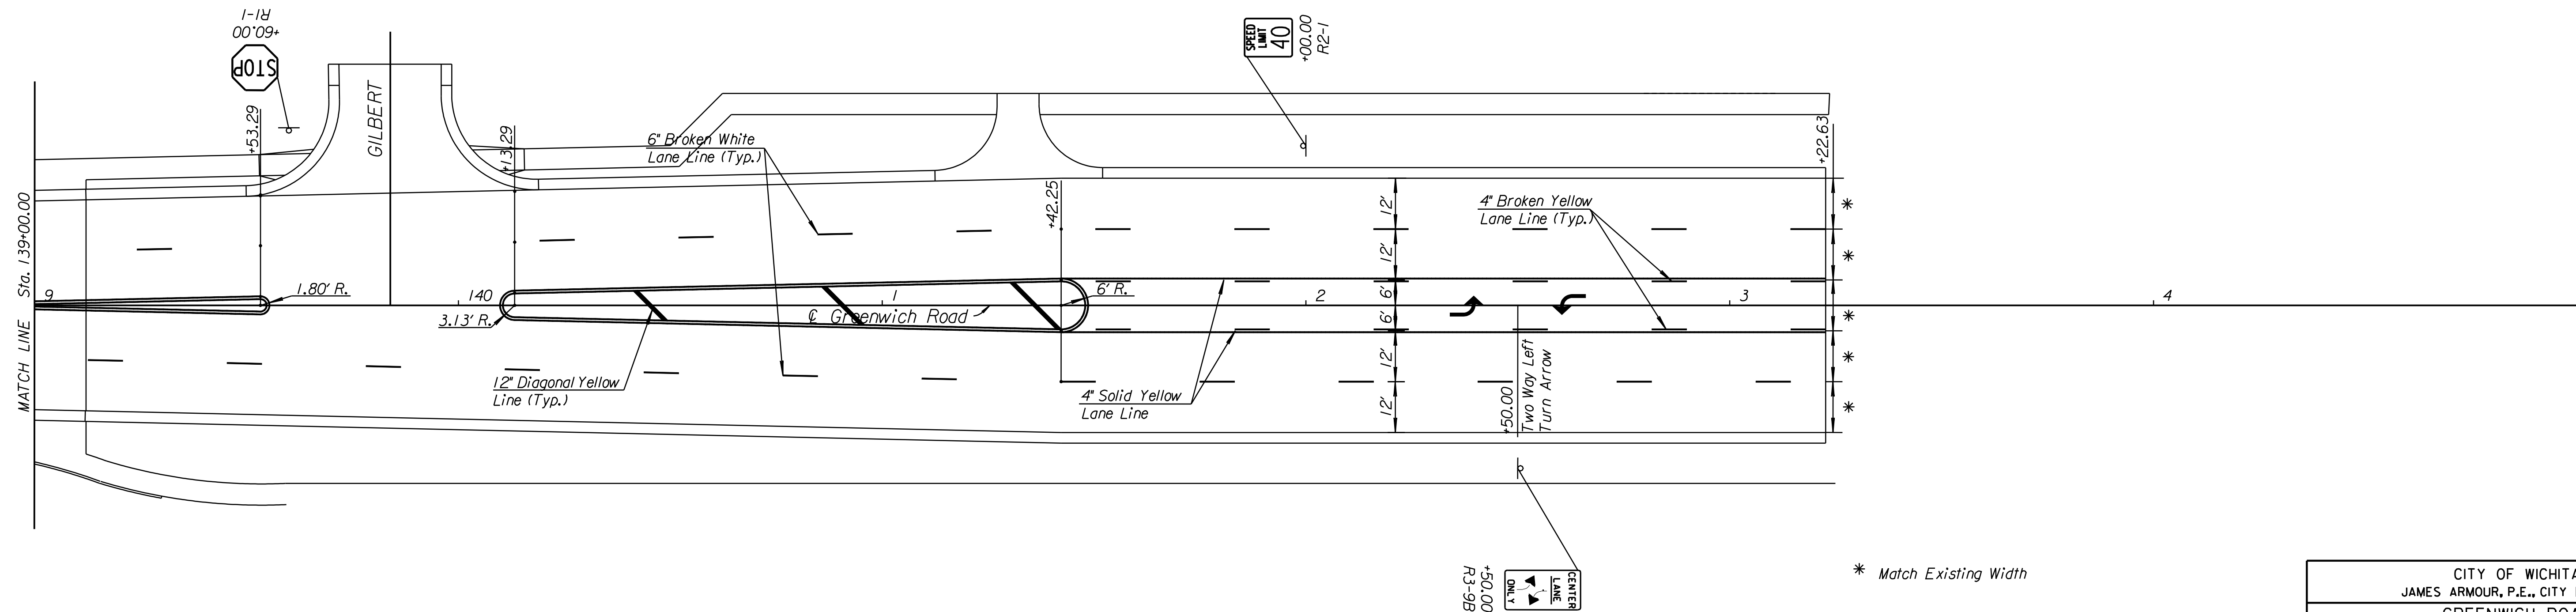 R1-1
+60.00
STOP
GILBERT
+53.29
+13.29
6" Broken White
Lane Line (Typ.)
SPEED
LIMIT
40
+00.00
R2-1
+22.63
+42.25
12'
12'
6'
6'
12'
12'
4" Broken Yellow
Lane Line (Typ.)
*
*
*
*
*
MATCH LINE Sta. 139+00.00
9
140
1
2
3
4
1.80' R.
3.13' R.
6' R.
℄ Greenwich Road
12" Diagonal Yellow
Line (Typ.)
4" Solid Yellow
Lane Line
+50.00
Two Way Left
Turn Arrow
+50.00
R3-9B
CENTER
LANE
ONLY
* Match Existing Width
CITY OF WICHITA
JAMES ARMOUR, P.E., CITY